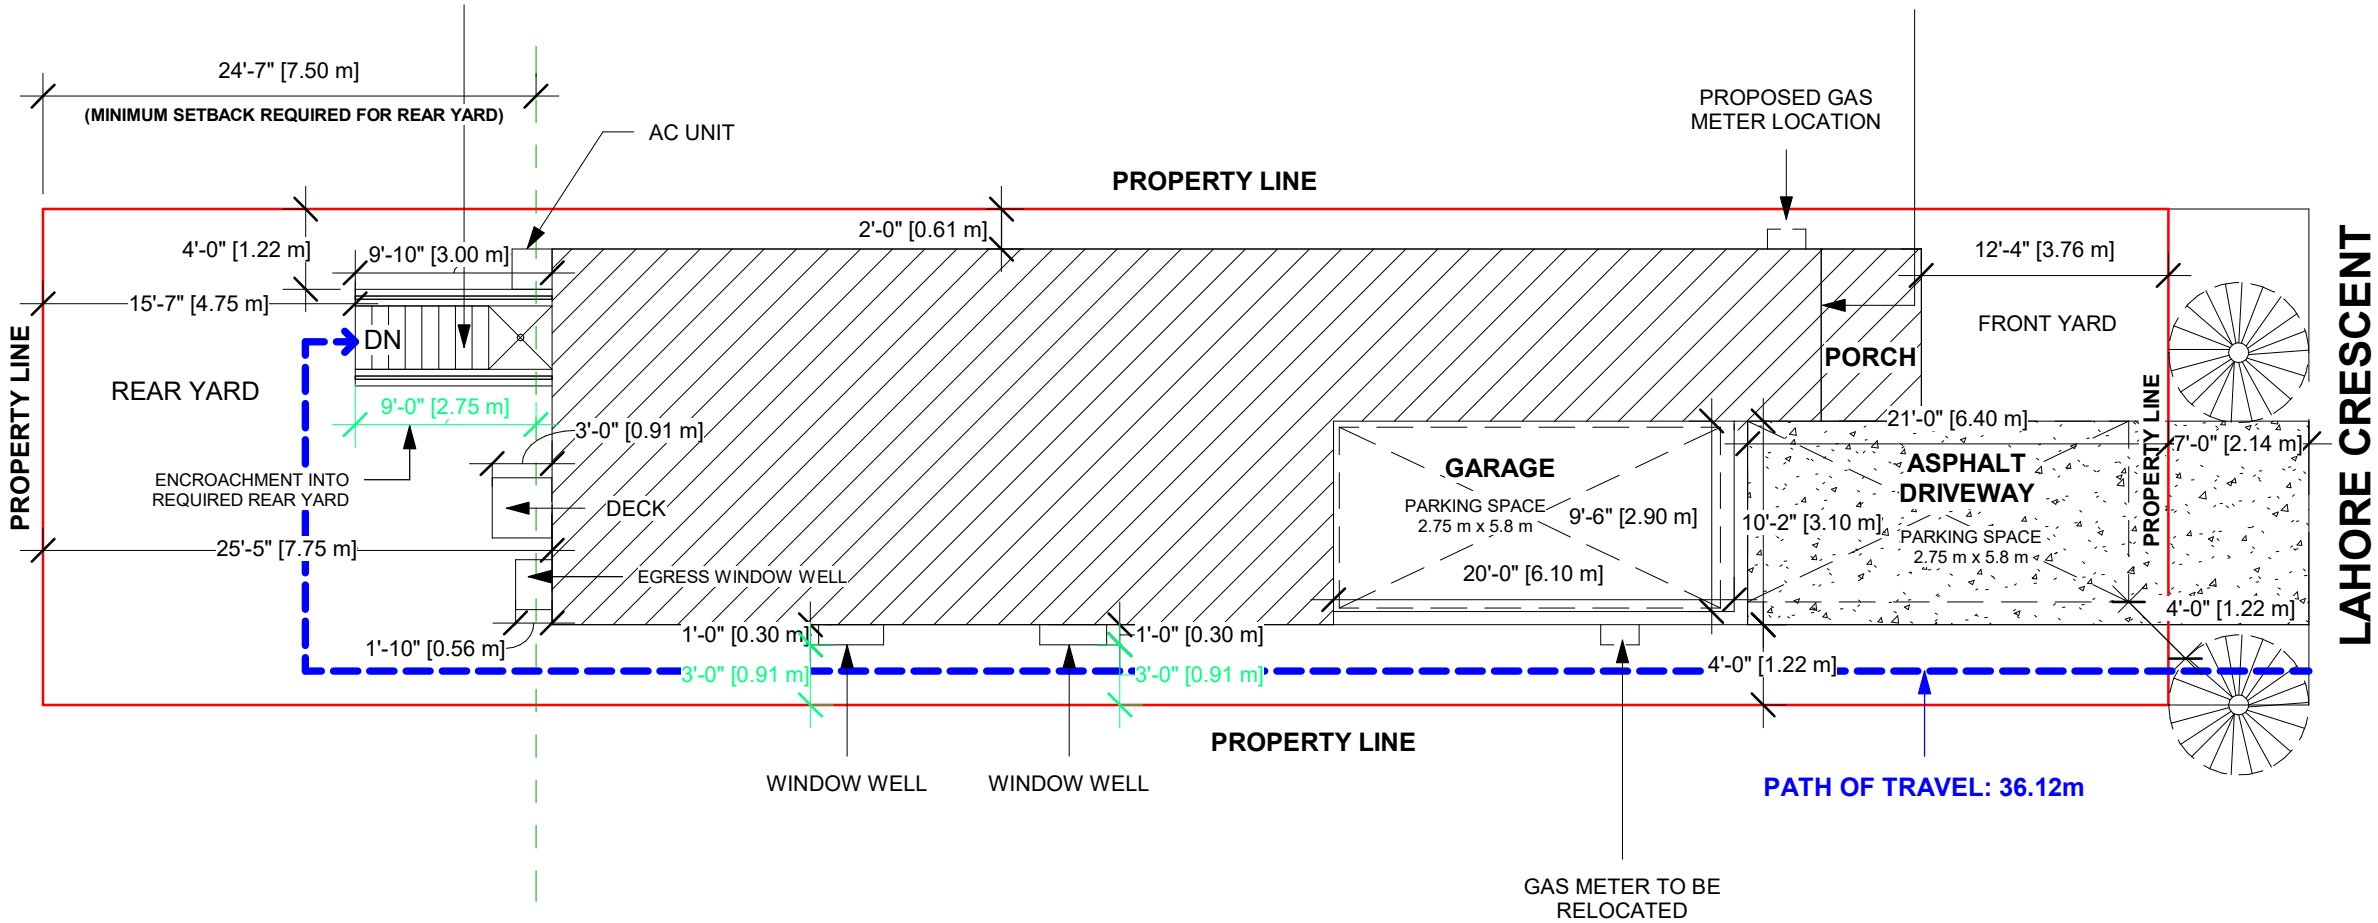 24'-7" [7.50 m]
(MINIMUM SETBACK REQUIRED FOR REAR YARD)
AC UNIT
PROPOSED GAS
METER LOCATION
PROPERTY LINE
2'-0" [0.61 m]
4'-0" [1.22 m]
9'-10" [3.00 m]
12'-4" [3.76 m]
15'-7" [4.75 m]
DN
FRONT YARD
PORCH
REAR YARD
PROPERTY LINE
9'-0" [2.75 m]
3'-0" [0.91 m]
21'-0" [6.40 m]
7'-0" [2.14 m]
PROPERTY LINE
LAHORE CRESCENT
ENCROACHMENT INTO
REQUIRED REAR YARD
GARAGE
PARKING SPACE
2.75 m x 5.8 m
9'-6" [2.90 m]
20'-0" [6.10 m]
ASPHALT
DRIVEWAY
10'-2" [3.10 m]
PARKING SPACE
2.75 m x 5.8 m
DECK
25'-5" [7.75 m]
EGRESS WINDOW WELL
4'-0" [1.22 m]
1'-10" [0.56 m]
1'-0" [0.30 m]
1'-0" [0.30 m]
3'-0" [0.91 m]
3'-0" [0.91 m]
4'-0" [1.22 m]
PROPERTY LINE
WINDOW WELL
WINDOW WELL
PATH OF TRAVEL: 36.12m
GAS METER TO BE
RELOCATED